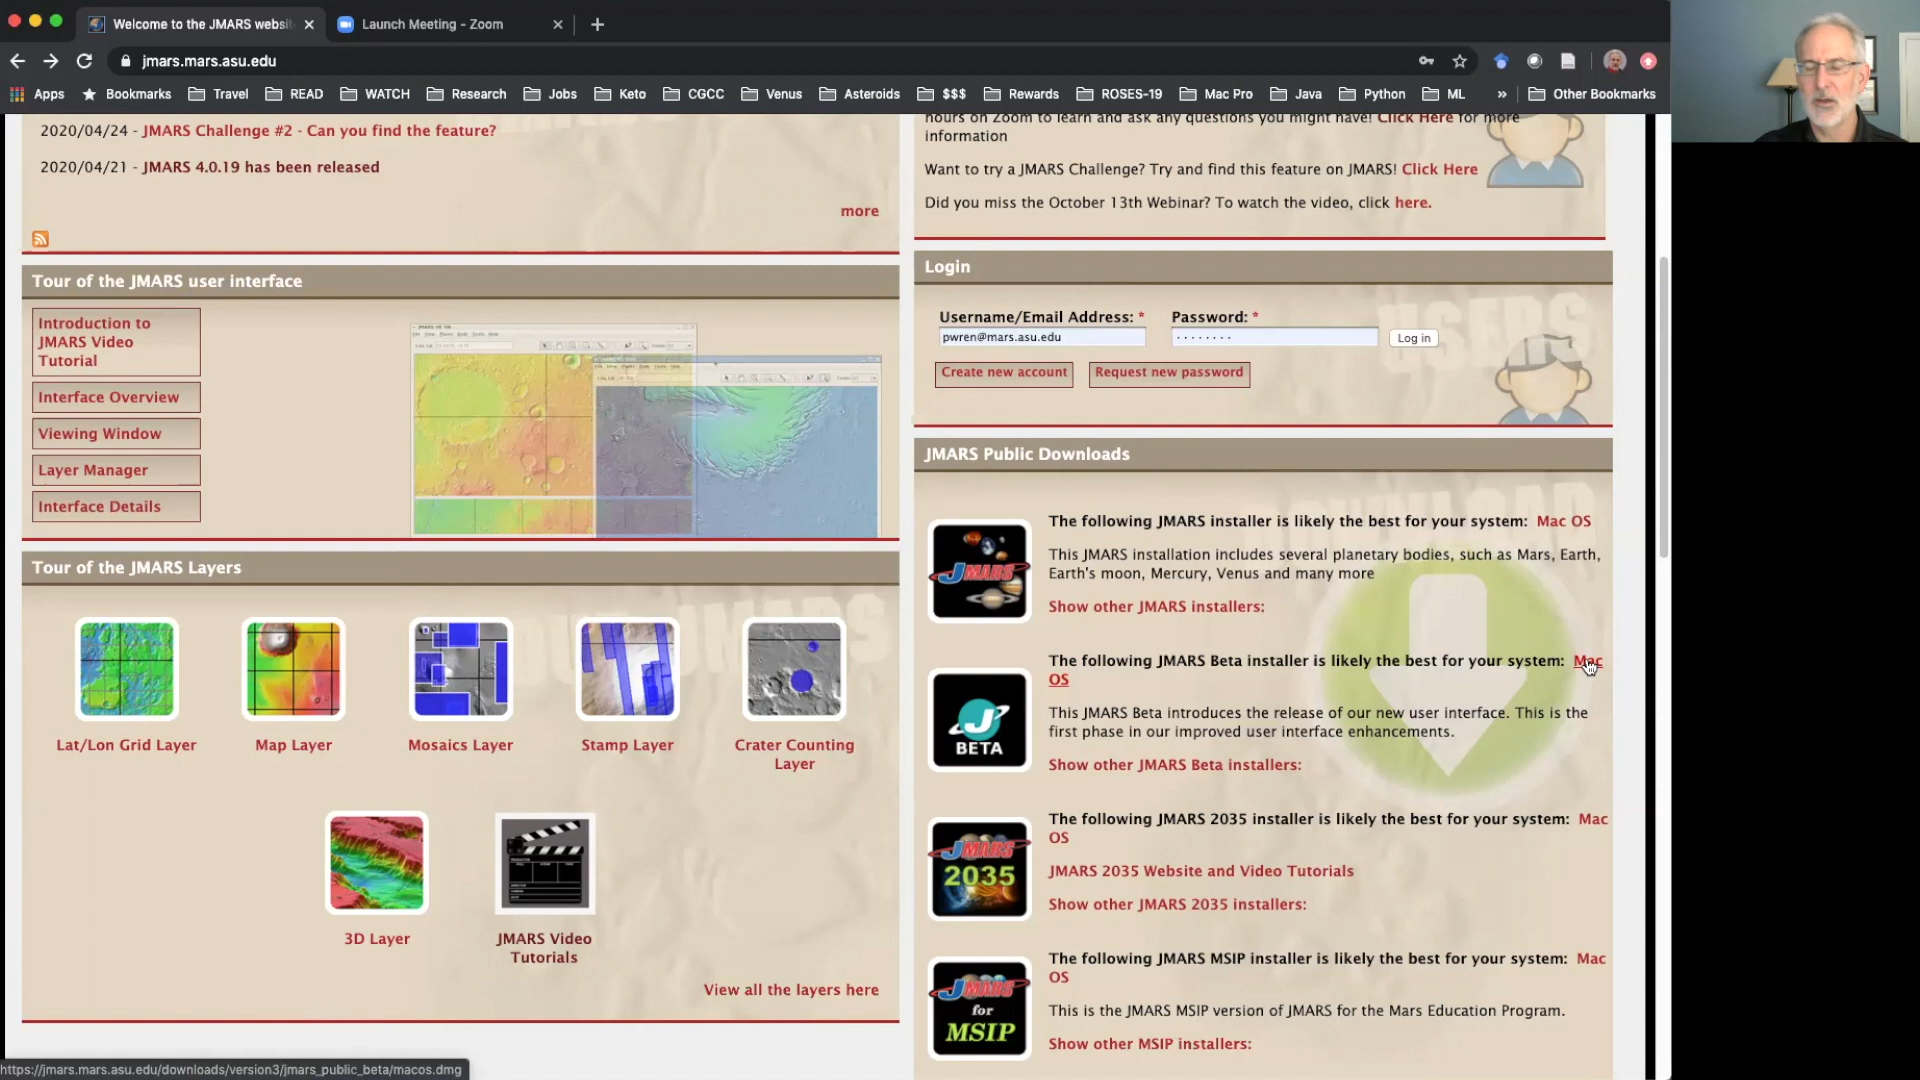 Welcome to the JMARS websit
Launch Meeting - Zoom
jmars.mars.asu.edu
Apps
Bookmarks
Travel
READ
WATCH
Research
Jobs
Keto
CGCC
Venus
Asteroids
$$$
Rewards
ROSES-19
Mac Pro
Java
Python
ML
»
Other Bookmarks
2020/04/24 - JMARS Challenge #2 - Can you find the feature?
2020/04/21 - JMARS 4.0.19 has been released
more
hours on Zoom to learn and ask any questions you might have! Click Here for more
information
Want to try a JMARS Challenge? Try and find this feature on JMARS! Click Here
Did you miss the October 13th Webinar? To watch the video, click here.
Tour of the JMARS user interface
Introduction to
JMARS Video
Tutorial
Interface Overview
Viewing Window
Layer Manager
Interface Details
Login
USERS
Username/Email Address: *
Password: *
pwren@mars.asu.edu
Log in
Create new account
Request new password
Tour of the JMARS Layers
Lat/Lon Grid Layer
Map Layer
Mosaics Layer
Stamp Layer
Crater Counting
Layer
3D Layer
JMARS Video
Tutorials
View all the layers here
JMARS Public Downloads
DOWNLOAD
JMARS
The following JMARS installer is likely the best for your system: Mac OS
This JMARS installation includes several planetary bodies, such as Mars, Earth,
Earth's moon, Mercury, Venus and many more
Show other JMARS installers:
J
BETA
The following JMARS Beta installer is likely the best for your system: Mac
OS
This JMARS Beta introduces the release of our new user interface. This is the
first phase in our improved user interface enhancements.
Show other JMARS Beta installers:
JMARS
2035
The following JMARS 2035 installer is likely the best for your system: Mac
OS
JMARS 2035 Website and Video Tutorials
Show other JMARS 2035 installers:
JMARS
for
MSIP
The following JMARS MSIP installer is likely the best for your system: Mac
OS
This is the JMARS MSIP version of JMARS for the Mars Education Program.
Show other MSIP installers:
https://jmars.mars.asu.edu/downloads/version3/jmars_public_beta/macos.dmg